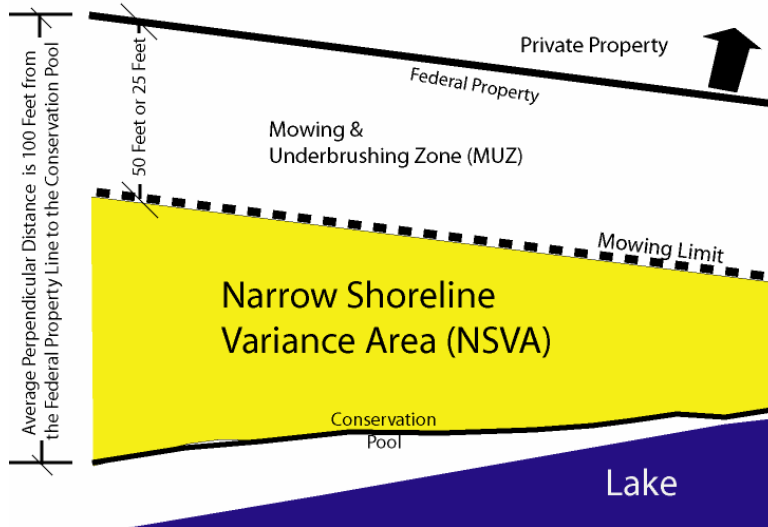 Average Perpendicular Distance is 100 Feet from
the Federal Property Line to the Conservation Pool
50 Feet or 25 Feet
Private Property
Federal Property
Mowing &
Underbrushing Zone (MUZ)
Mowing Limit
Narrow Shoreline
Variance Area (NSVA)
Conservation
Pool
Lake